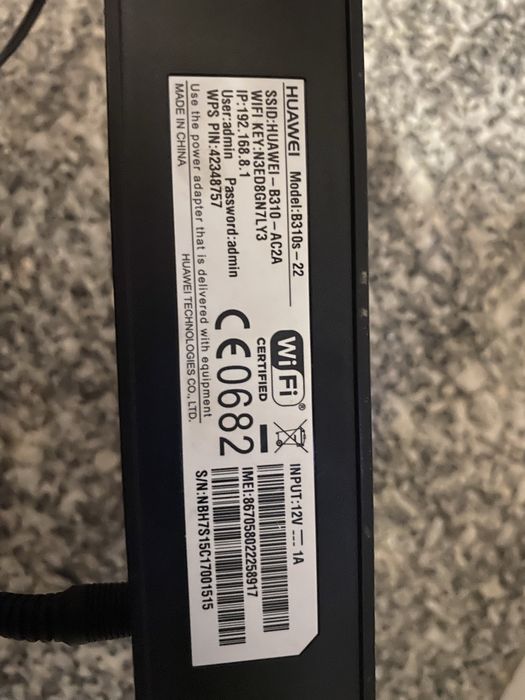 HUAWEI Model:B310s-22
SSID:HUAWEI-B310-AC2A
WIFI KEY:N3ED8GN7LY3
IP:192.168.8.1
User:admin Password:admin
WPS PIN:42348757
Use the power adapter that is delivered with equipment
MADE IN CHINA
HUAWEI TECHNOLOGIES CO., LTD.
Wi Fi®
CERTIFIED
CE0682
INPUT:12V 1A
IMEI:867058022258917
S/N:NBH7S15C17001515